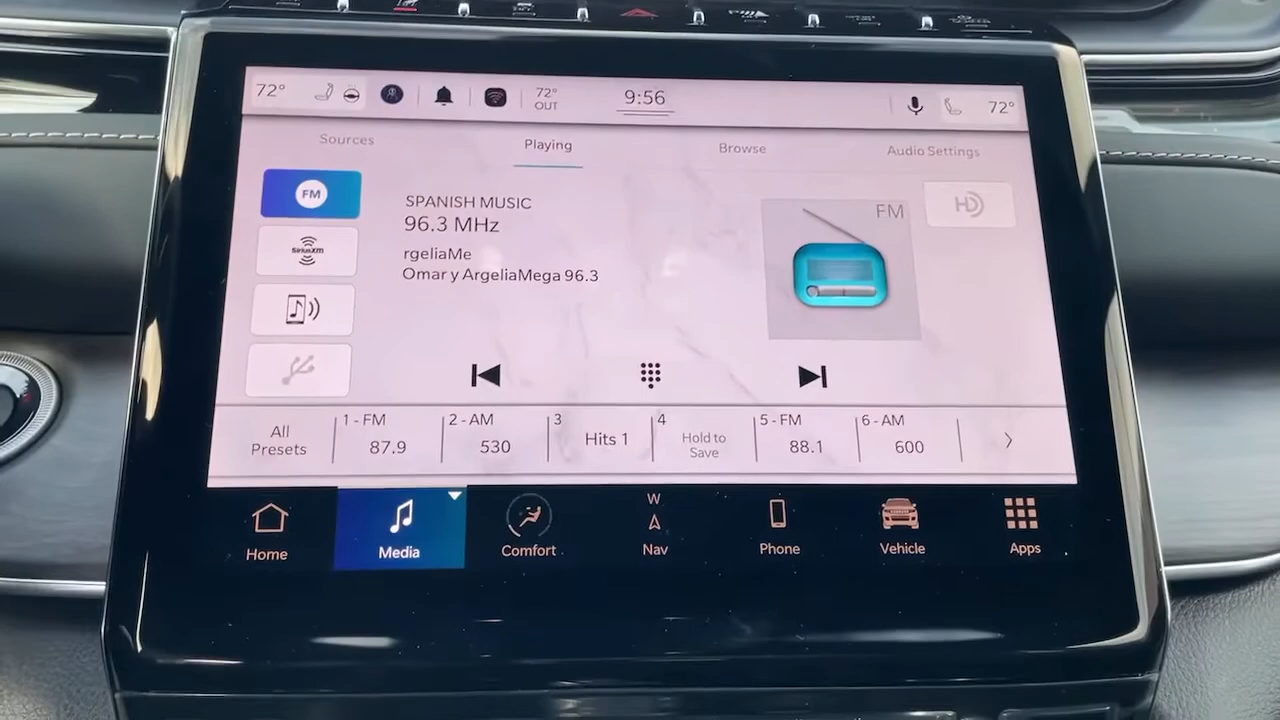 72°
72°
OUT
9:56
72°
Sources
Playing
Browse
Audio Settings
FM
SiriusXM
SPANISH MUSIC
96.3 MHz
rgeliaMe
Omar y ArgeliaMega 96.3
FM
HD
All
Presets
1 - FM
87.9
2 - AM
530
3
Hits 1
4
Hold to
Save
5 - FM
88.1
6 - AM
600
Home
Media
Comfort
W
Nav
Phone
Vehicle
Apps